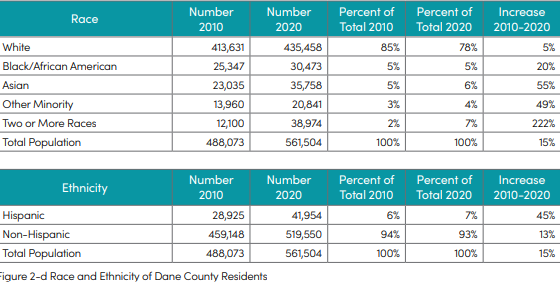 Race Number 2010 Number 2020 Percent of Total 2010 Percent of Total 2020 Increase 2010-2020
White 413,631 435,458 85% 78% 5%
Black/African American 25,347 30,473 5% 5% 20%
Asian 23,035 35,758 5% 6% 55%
Other Minority 13,960 20,841 3% 4% 49%
Two or More Races 12,100 38,974 2% 7% 222%
Total Population 488,073 561,504 100% 100% 15%
Ethnicity Number 2010 Number 2020 Percent of Total 2010 Percent of Total 2020 Increase 2010-2020
Hispanic 28,925 41,954 6% 7% 45%
Non-Hispanic 459,148 519,550 94% 93% 13%
Total Population 488,073 561,504 100% 100% 15%
Figure 2-d Race and Ethnicity of Dane County Residents